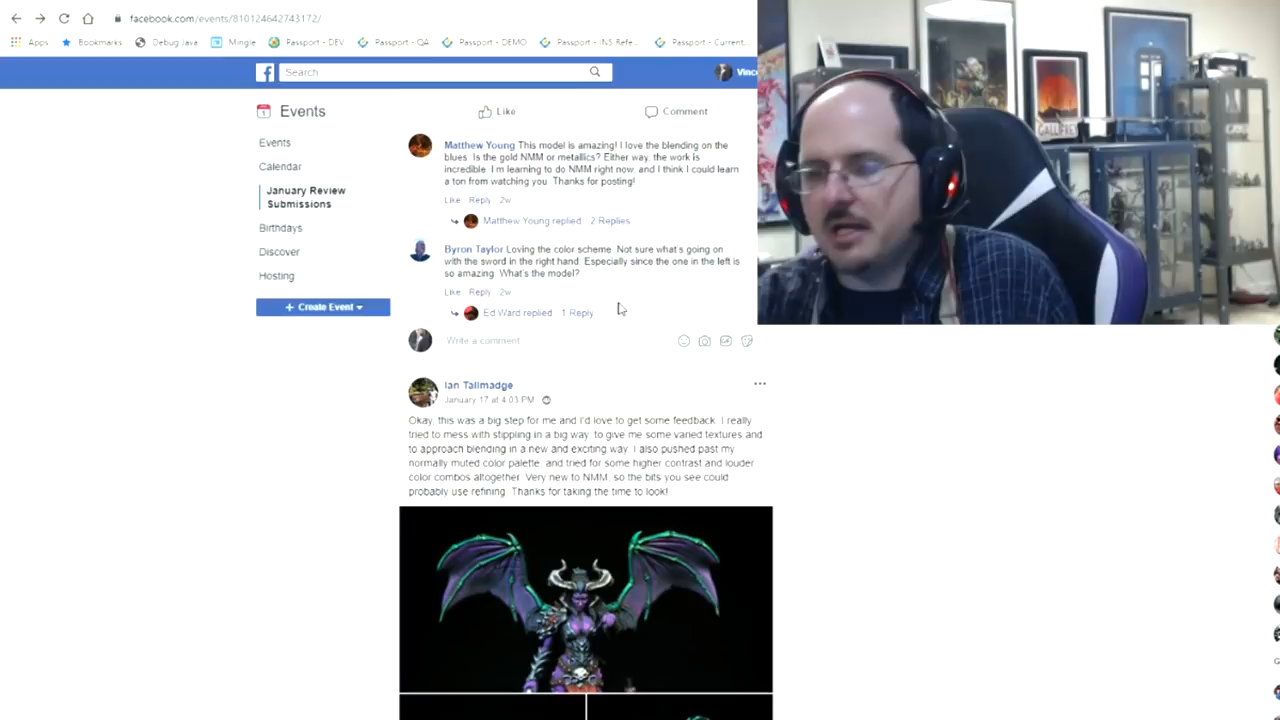 facebook.com/events/810124642743172/
Apps Bookmarks Debug Java Mingle Passport - DEV Passport - QA Passport - DEMO Passport - INS Refe... Passport - Current...
Search
Vinc
Events
Events
Calendar
January Review
Submissions
Birthdays
Discover
Hosting
+ Create Event
Like Comment
Matthew Young This model is amazing! I love the blending on the
blues. Is the gold NMM or metallics? Either way, the work is
incredible. I'm learning to do NMM right now, and I think I could learn
a ton from watching you. Thanks for posting!
Like Reply 2w
Matthew Young replied 2 Replies
Byron Taylor Loving the color scheme. Not sure what's going on
with the sword in the right hand. Especially since the one in the left is
so amazing. What's the model?
Like Reply 2w
Ed Ward replied 1 Reply
Write a comment
Ian Tallmadge
January 17 at 4:03 PM
Okay, this was a big step for me and I'd love to get some feedback. I really
tried to mess with stippling in a big way, to give me some varied textures and
to approach blending in a new and exciting way. I also pushed past my
normally muted color palette, and tried for some higher contrast and louder
color combos altogether. Very new to NMM, so the bits you see could
probably use refining. Thanks for taking the time to look!